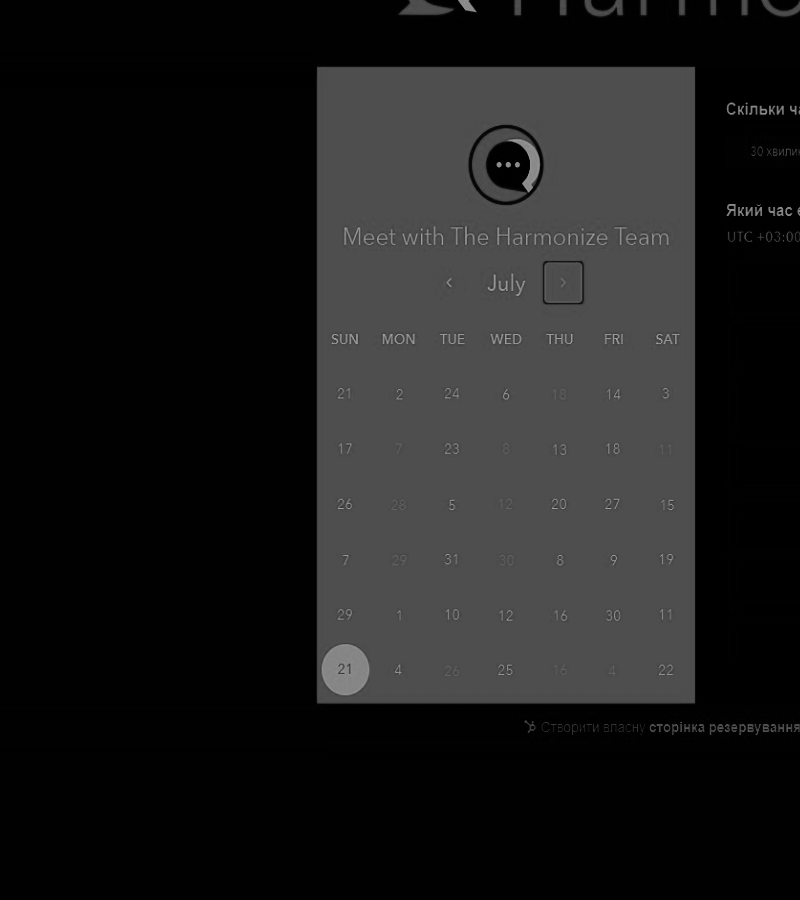 Harmo
Meet with The Harmonize Team
July
SUN MON TUE WED THU FRI SAT
21 2 24 6 18 14 3
17 7 23 8 13 18 11
26 28 5 12 20 27 15
7 29 31 30 8 9 19
29 1 10 12 16 30 11
21 4 26 25 16 4 22
Скільки ча
30 хвили
Який час є
UTC +03:00
Створити власну сторінка резервування